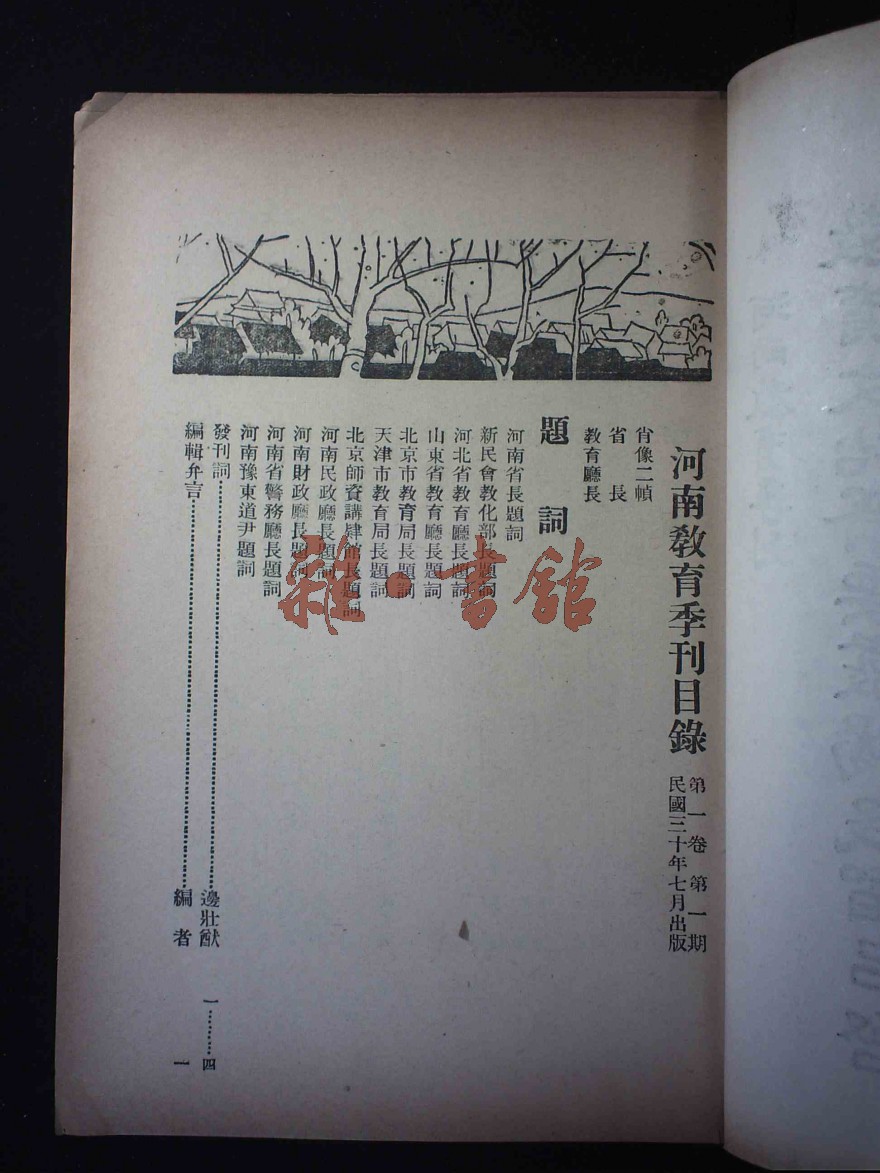 河南教育季刊目錄
第一卷第一期
民國三十年七月出版
肖像二幀
省長
教育廳長
題詞
河南省長題詞
新民會教化部長題詞
河北省教育廳長題詞
山東省教育廳長題詞
北京市教育局長題詞
天津市教育局長題詞
北京師資講肄館長題詞
河南民政廳長題詞
河南財政廳長題詞
河南省警務廳長題詞
河南豫東道尹題詞
發刊詞……邊壯猷 一……四
編輯弁言……編者 一
雜·書館